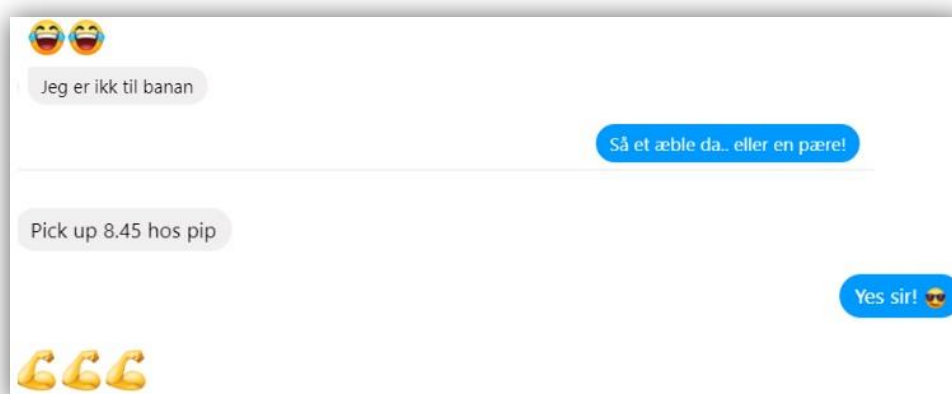 😂😂
Jeg er ikk til banan
Så et æble da.. eller en pære!
Pick up 8.45 hos pip
Yes sir! 😎
💪💪💪